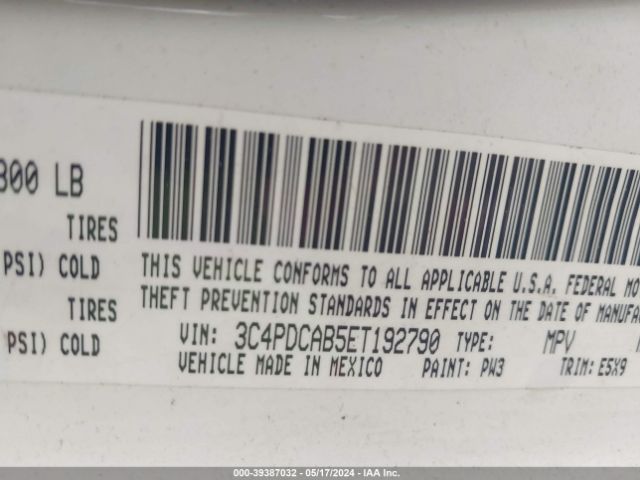 800 LB
TIRES
PSI) COLD
TIRES
PSI) COLD
THIS VEHICLE CONFORMS TO ALL APPLICABLE U.S.A. FEDERAL MO
THEFT PREVENTION STANDARDS IN EFFECT ON THE DATE OF MANUFA
VIN: 3C4PDCAB5ET192790 TYPE: MPV
VEHICLE MADE IN MEXICO PAINT: PW3 TRIM: E5X9
000-39387032 - 05/17/2024 - IAA Inc.